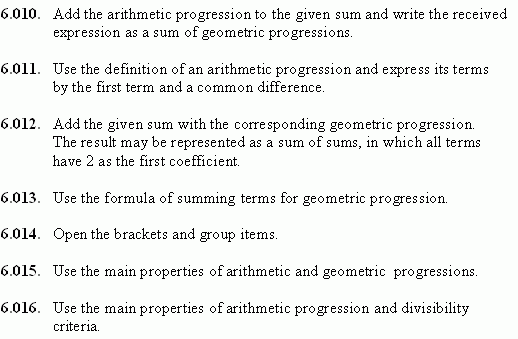 6.010. Add the arithmetic progression to the given sum and write the received
expression as a sum of geometric progressions.
6.011. Use the definition of an arithmetic progression and express its terms
by the first term and a common difference.
6.012. Add the given sum with the corresponding geometric progression.
The result may be represented as a sum of sums, in which all terms
have 2 as the first coefficient.
6.013. Use the formula of summing terms for geometric progression.
6.014. Open the brackets and group items.
6.015. Use the main properties of arithmetic and geometric progressions.
6.016. Use the main properties of arithmetic progression and divisibility
criteria.